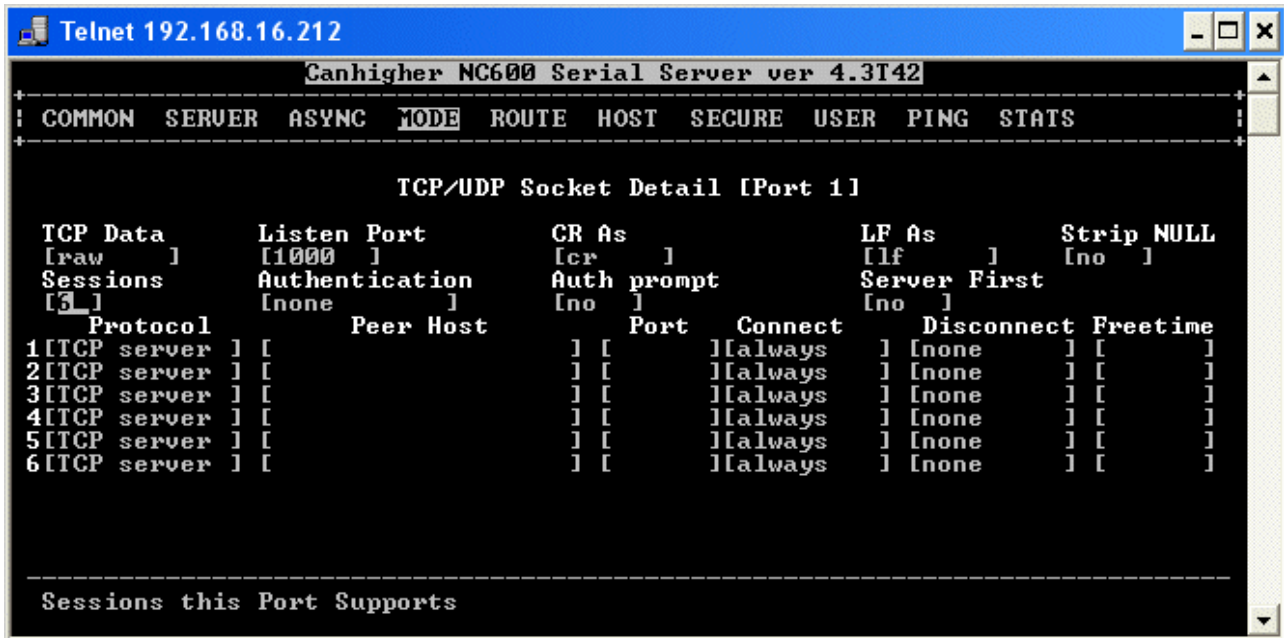 Telnet 192.168.16.212
Canhigher NC600 Serial Server ver 4.3T42
COMMON SERVER ASYNC MODE ROUTE HOST SECURE USER PING STATS
TCP/UDP Socket Detail [Port 1]
TCP Data Listen Port CR As LF As Strip NULL
[raw ] [1000 ] [cr ] [lf ] [no ]
Sessions Authentication Auth prompt Server First
[6_] [none ] [no ] [no ]
Protocol Peer Host Port Connect Disconnect Freetime
1[TCP server ] [ ] [ ][always ] [none ] [ ]
2[TCP server ] [ ] [ ][always ] [none ] [ ]
3[TCP server ] [ ] [ ][always ] [none ] [ ]
4[TCP server ] [ ] [ ][always ] [none ] [ ]
5[TCP server ] [ ] [ ][always ] [none ] [ ]
6[TCP server ] [ ] [ ][always ] [none ] [ ]
Sessions this Port Supports